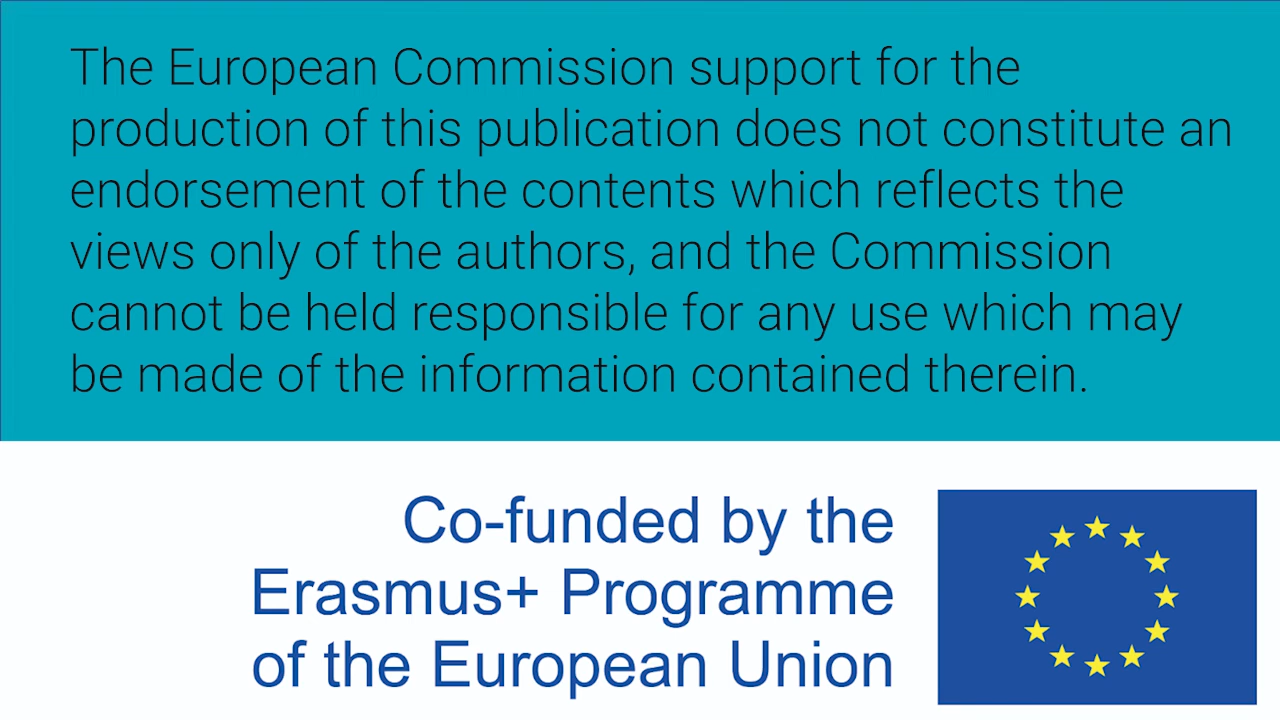 The European Commission support for the
production of this publication does not constitute an
endorsement of the contents which reflects the
views only of the authors, and the Commission
cannot be held responsible for any use which may
be made of the information contained therein.
Co-funded by the
Erasmus+ Programme
of the European Union